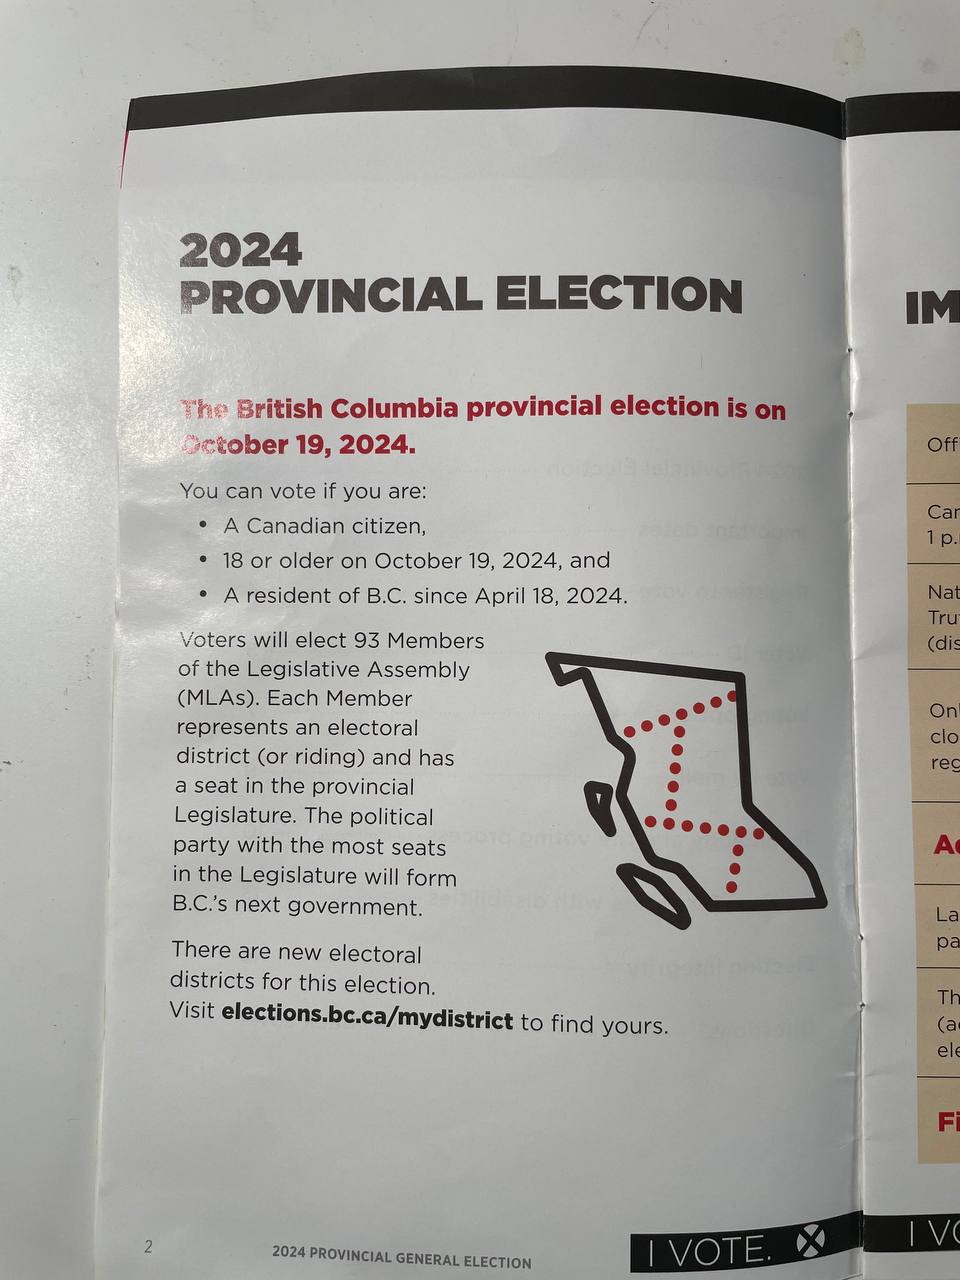 2024
PROVINCIAL ELECTION
The British Columbia provincial election is on
October 19, 2024.
You can vote if you are:
• A Canadian citizen,
• 18 or older on October 19, 2024, and
• A resident of B.C. since April 18, 2024.
Voters will elect 93 Members
of the Legislative Assembly
(MLAs). Each Member
represents an electoral
district (or riding) and has
a seat in the provincial
Legislature. The political
party with the most seats
in the Legislature will form
B.C.'s next government.
There are new electoral
districts for this election.
Visit elections.bc.ca/mydistrict to find yours.
2
2024 PROVINCIAL GENERAL ELECTION
I VOTE.
IM
Off
Car
1 p.
Nat
Tru
(dis
Onl
clo
reg
La
pa
Th
ele
Fi
I VO